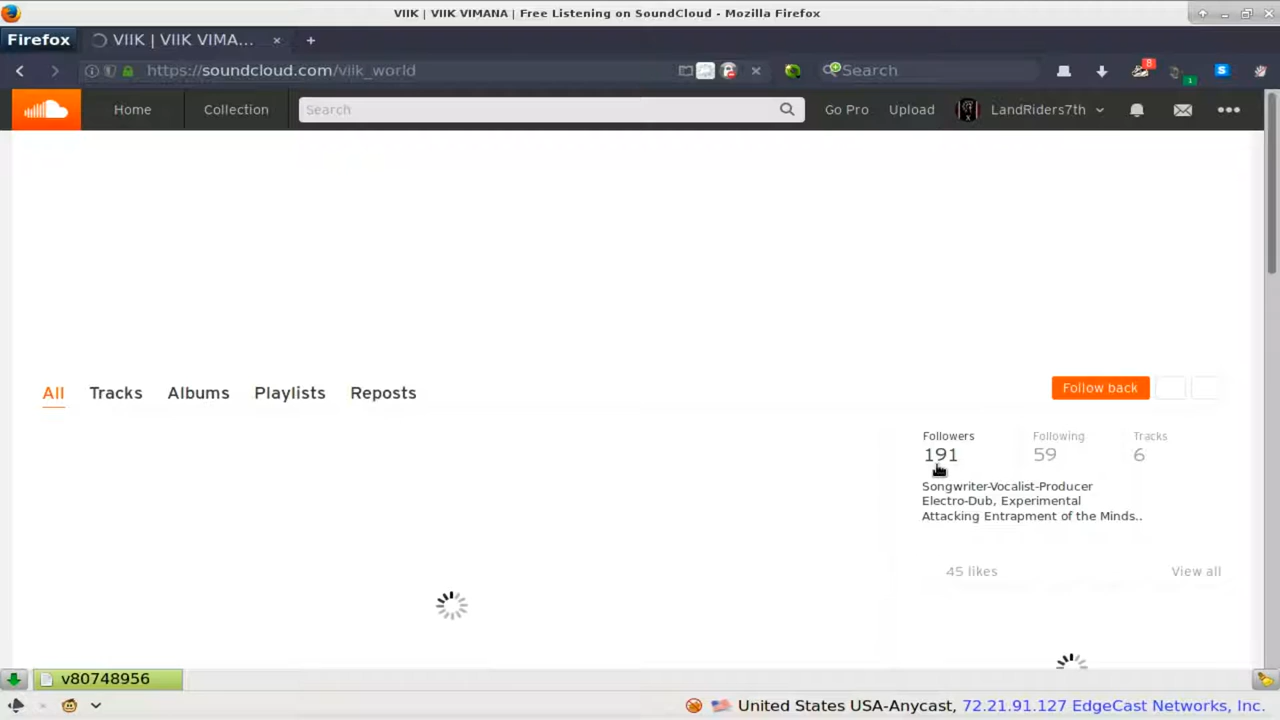 VIIK | VIIK VIMANA | Free Listening on SoundCloud - Mozilla Firefox
Firefox
VIIK | VIIK VIMA...
https://soundcloud.com/viik_world
Search
8
1
S
Home
Collection
Search
Go Pro
Upload
LandRiders7th
All
Tracks
Albums
Playlists
Reposts
Follow back
Followers
Following
Tracks
191
59
6
Songwriter-Vocalist-Producer
Electro-Dub, Experimental
Attacking Entrapment of the Minds..
45 likes
View all
v80748956
United States USA-Anycast, 72.21.91.127 EdgeCast Networks, Inc.